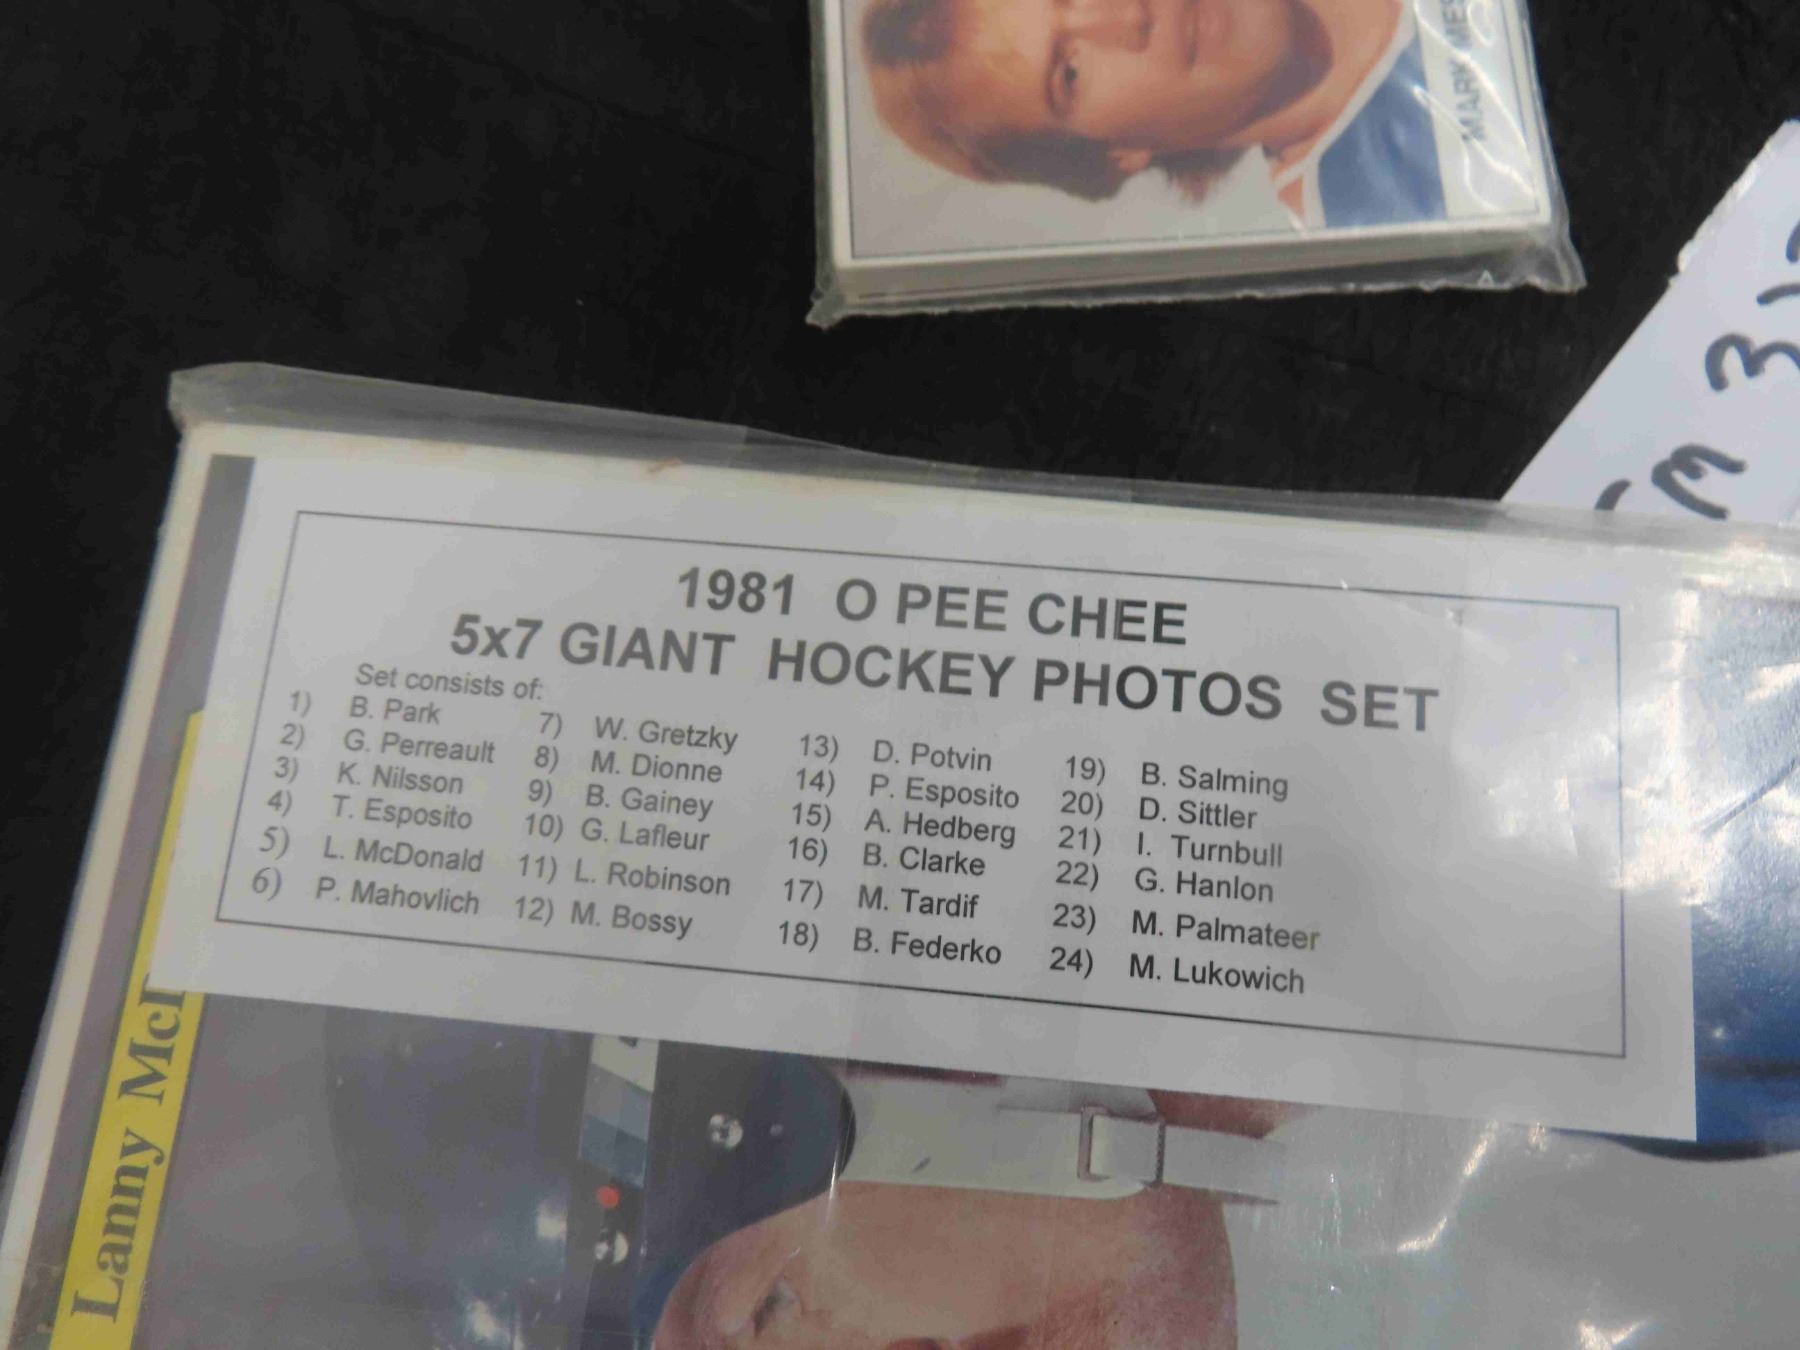 MARK
1981 O PEE CHEE
5x7 GIANT HOCKEY PHOTOS SET
Set consists of:
1) B. Park
2) G. Perreault
3) K. Nilsson
4) T. Esposito
5) L. McDonald
6) P. Mahovlich
7) W. Gretzky
8) M. Dionne
9) B. Gainey
10) G. Lafleur
11) L. Robinson
12) M. Bossy
13) D. Potvin
14) P. Esposito
15) A. Hedberg
16) B. Clarke
17) M. Tardif
18) B. Federko
19) B. Salming
20) D. Sittler
21) I. Turnbull
22) G. Hanlon
23) M. Palmateer
24) M. Lukowich
Lanny